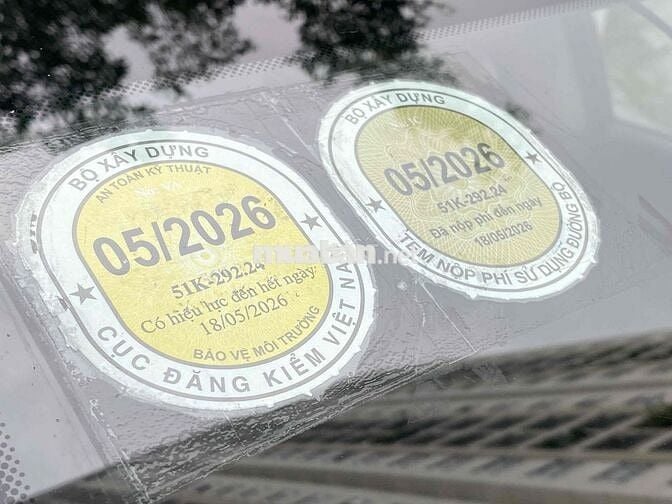 BỘ XÂY DỰNG
AN TOÀN KỸ THUẬT
05/2026
51K-292.24
Có hiệu lực đến hết ngày
18/05/2026
BẢO VỆ MÔI TRƯỜNG
CỤC ĐĂNG KIỂM VIỆT NAM
BỘ XÂY DỰNG
05/2026
51K-292.24
Đã nộp phí đến ngày
18/05/2026
TEM NỘP PHÍ SỬ DỤNG ĐƯỜNG BỘ